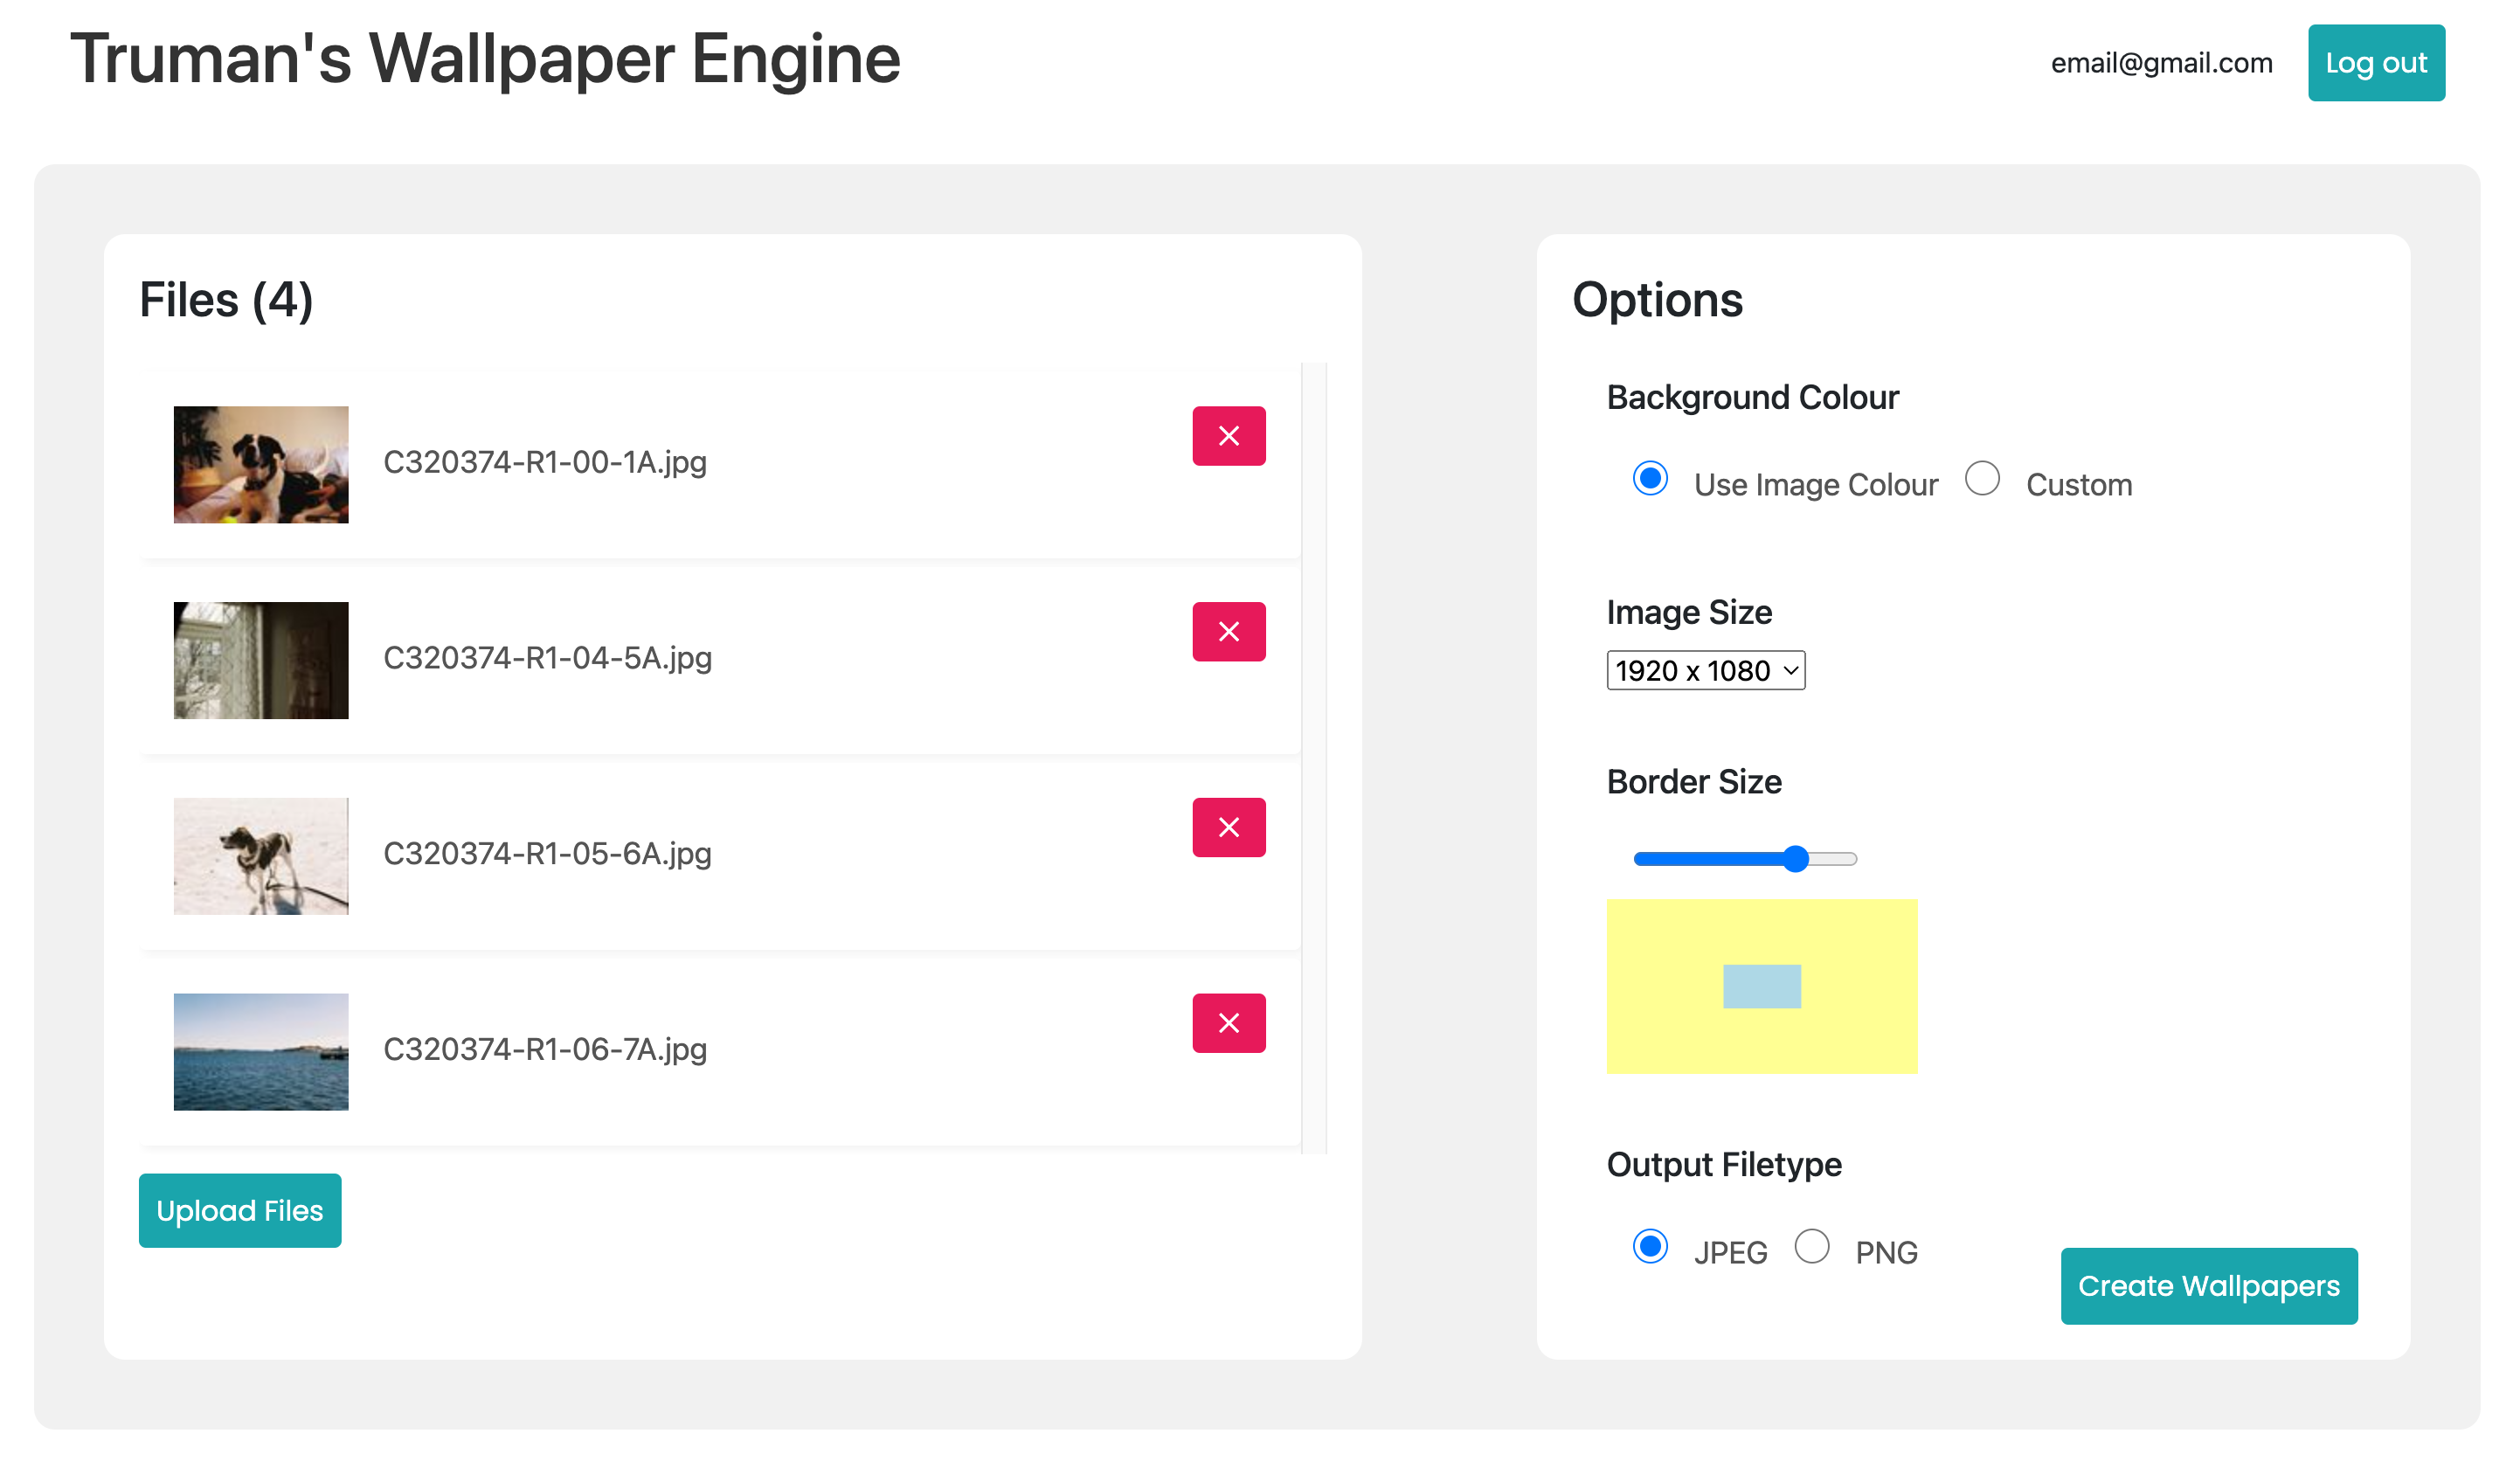 Truman's Wallpaper Engine
email@gmail.com
Log out
Files (4)
C320374-R1-00-1A.jpg
C320374-R1-04-5A.jpg
C320374-R1-05-6A.jpg
C320374-R1-06-7A.jpg
Upload Files
Options
Background Colour
Use Image Colour
Custom
Image Size
1920 x 1080
Border Size
Output Filetype
JPEG
PNG
Create Wallpapers